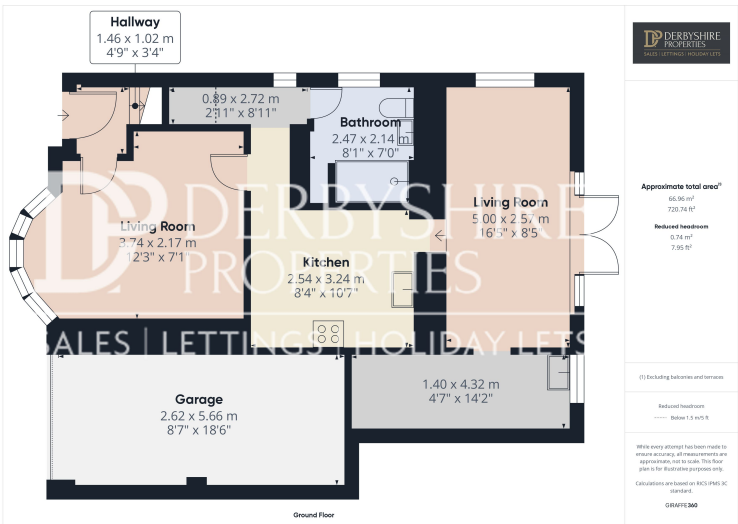 Hallway
1.46 x 1.02 m
4'9" x 3'4"
0.89 x 2.72 m
2'11" x 8'11"
Bathroom
2.47 x 2.14 m
8'1" x 7'0"
Living Room
3.74 x 2.17 m
12'3" x 7'1"
Living Room
5.00 x 2.57 m
16'5" x 8'5
Kitchen
2.54 x 3.24 m
8'4" x 10'7"
Garage
2.62 x 5.66 m
8'7" x 18'6"
1.40 x 4.32 m
4'7" x 14'2"
Ground Floor
DERBYSHIRE
PROPERTIES
SALES | LETTINGS | HOLIDAY LETS
DERBYSHIRE
PROPERTIES
SALES | LETTINGS | HOLIDAY LETS
Approximate total area⁽¹⁾
66.96 m²
720.74 ft²
Reduced headroom
0.74 m²
7.95 ft²
(1) Excluding balconies and terraces
Reduced headroom
------ Below 1.5 m/5 ft
While every attempt has been made to
ensure accuracy, all measurements are
approximate, not to scale. This floor
plan is for illustrative purposes only.
Calculations are based on RICS IPMS 3C
standard.
GIRAFFE360